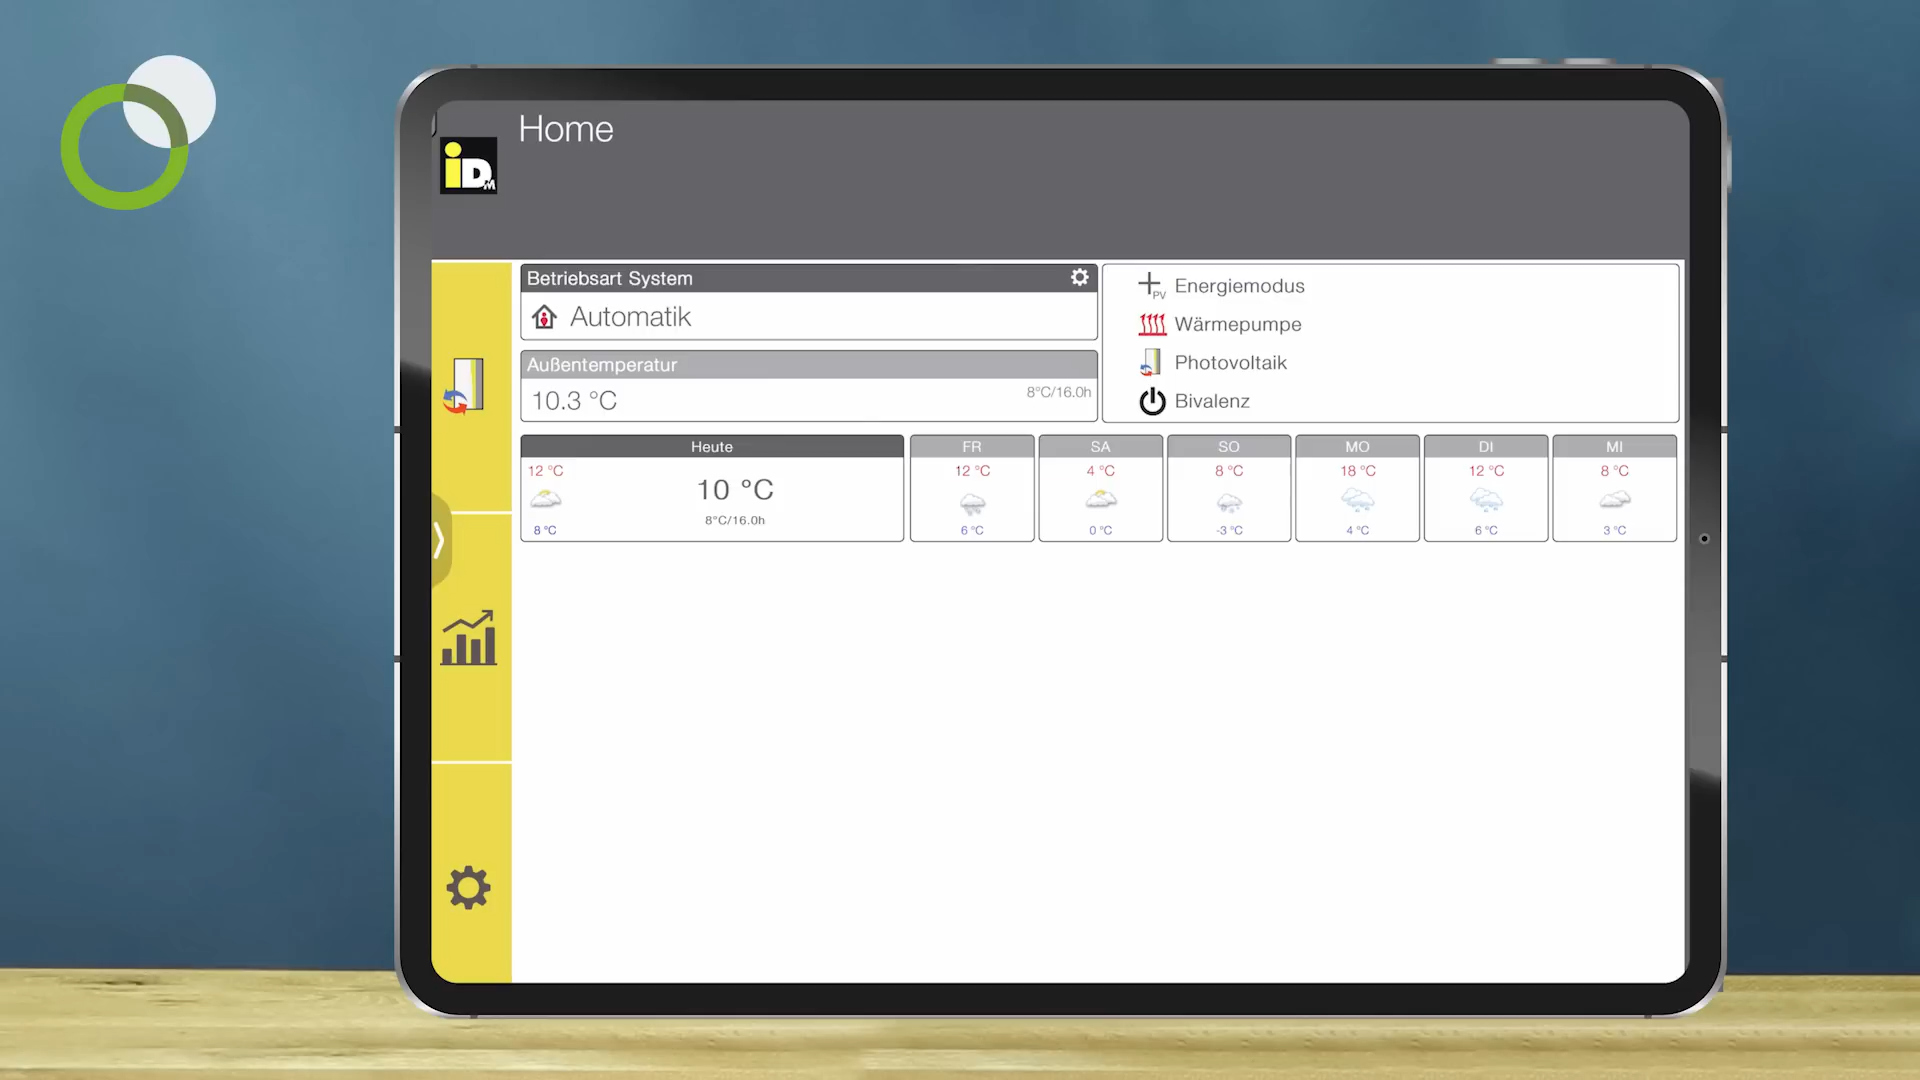 Home
iDM
Betriebsart System
Automatik
Außentemperatur
10.3 °C
8°C/16.0h
PV
Energiemodus
Wärmepumpe
Photovoltaik
Bivalenz
Heute
12 °C
10 °C
8 °C
8°C/16.0h
FR
12 °C
6 °C
SA
4 °C
0 °C
SO
8 °C
-3 °C
MO
18 °C
4 °C
DI
12 °C
6 °C
MI
8 °C
3 °C